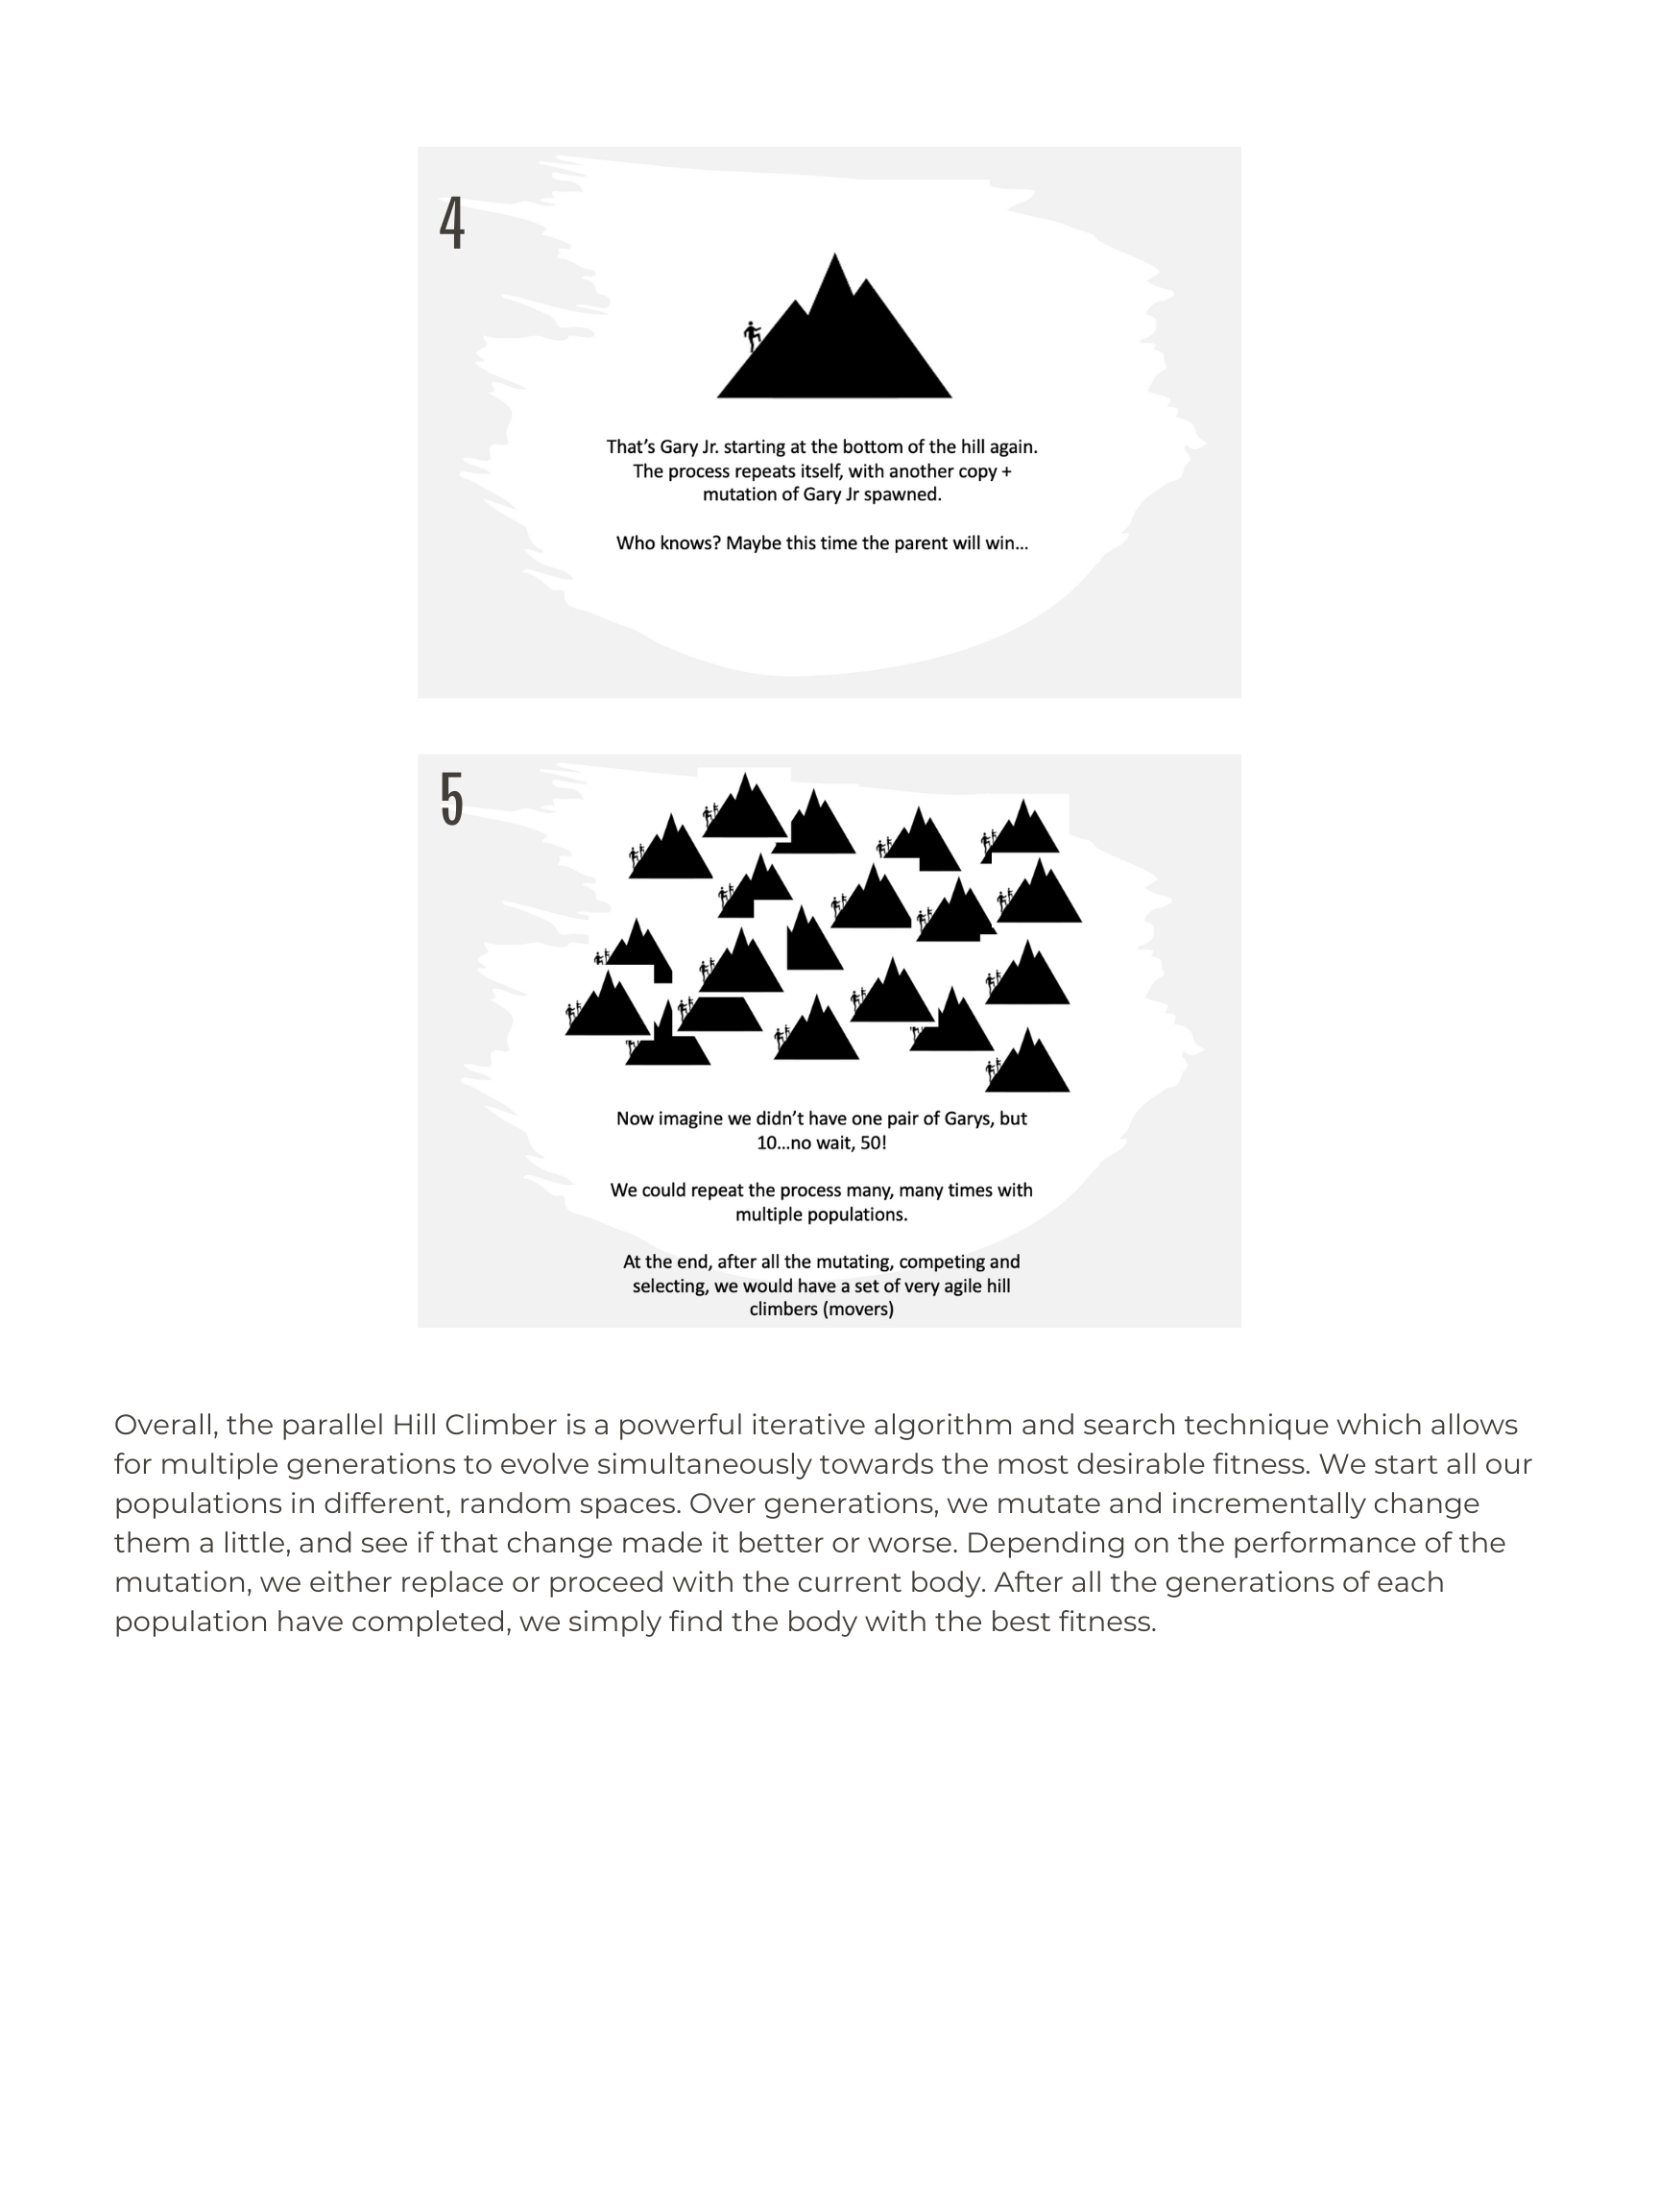 4
That’s Gary Jr. starting at the bottom of the hill again.
The process repeats itself, with another copy +
mutation of Gary Jr spawned.
Who knows? Maybe this time the parent will win...
5
Now imagine we didn’t have one pair of Garys, but
10...no wait, 50!
We could repeat the process many, many times with
multiple populations.
At the end, after all the mutating, competing and
selecting, we would have a set of very agile hill
climbers (movers)
Overall, the parallel Hill Climber is a powerful iterative algorithm and search technique which allows
for multiple generations to evolve simultaneously towards the most desirable fitness. We start all our
populations in different, random spaces. Over generations, we mutate and incrementally change
them a little, and see if that change made it better or worse. Depending on the performance of the
mutation, we either replace or proceed with the current body. After all the generations of each
population have completed, we simply find the body with the best fitness.